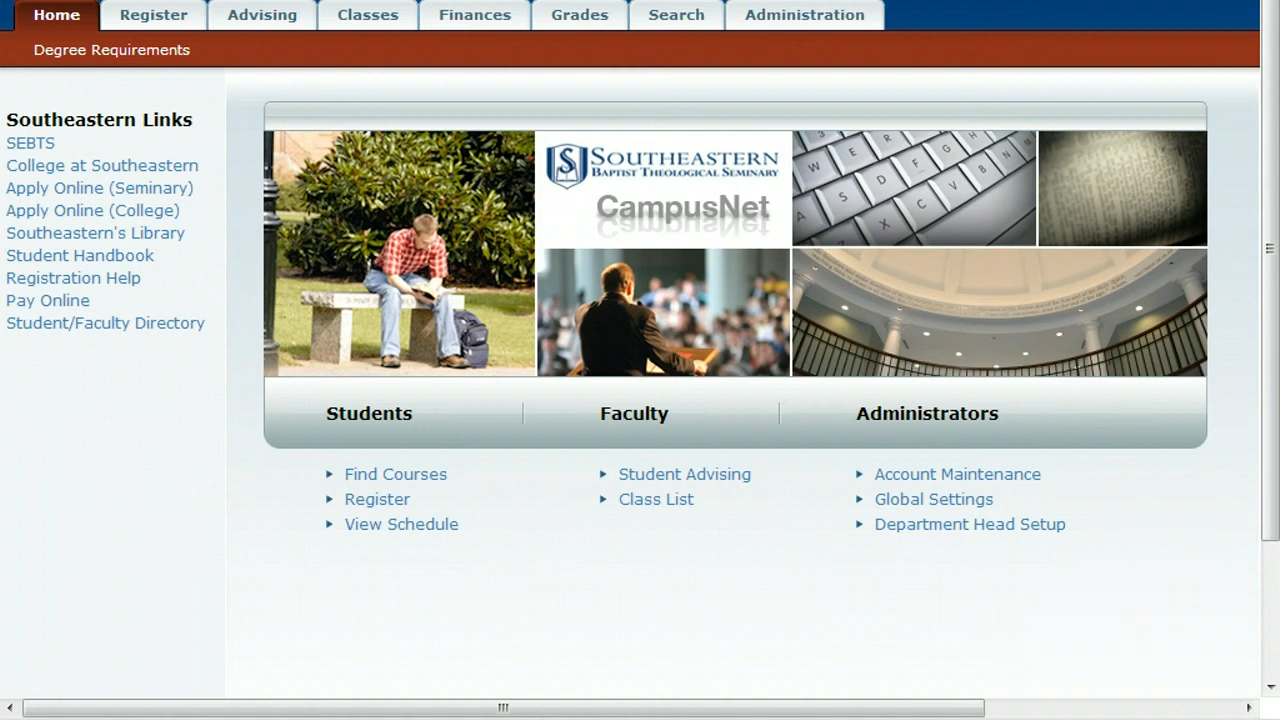 Home Register Advising Classes Finances Grades Search Administration
Degree Requirements
Southeastern Links
SEBTS
College at Southeastern
Apply Online (Seminary)
Apply Online (College)
Southeastern's Library
Student Handbook
Registration Help
Pay Online
Student/Faculty Directory
SOUTHEASTERN
BAPTIST THEOLOGICAL SEMINARY
CampusNet
W E R F G H
A S D
X C V B N M
Students Faculty Administrators
Find Courses
Register
View Schedule
Student Advising
Class List
Account Maintenance
Global Settings
Department Head Setup